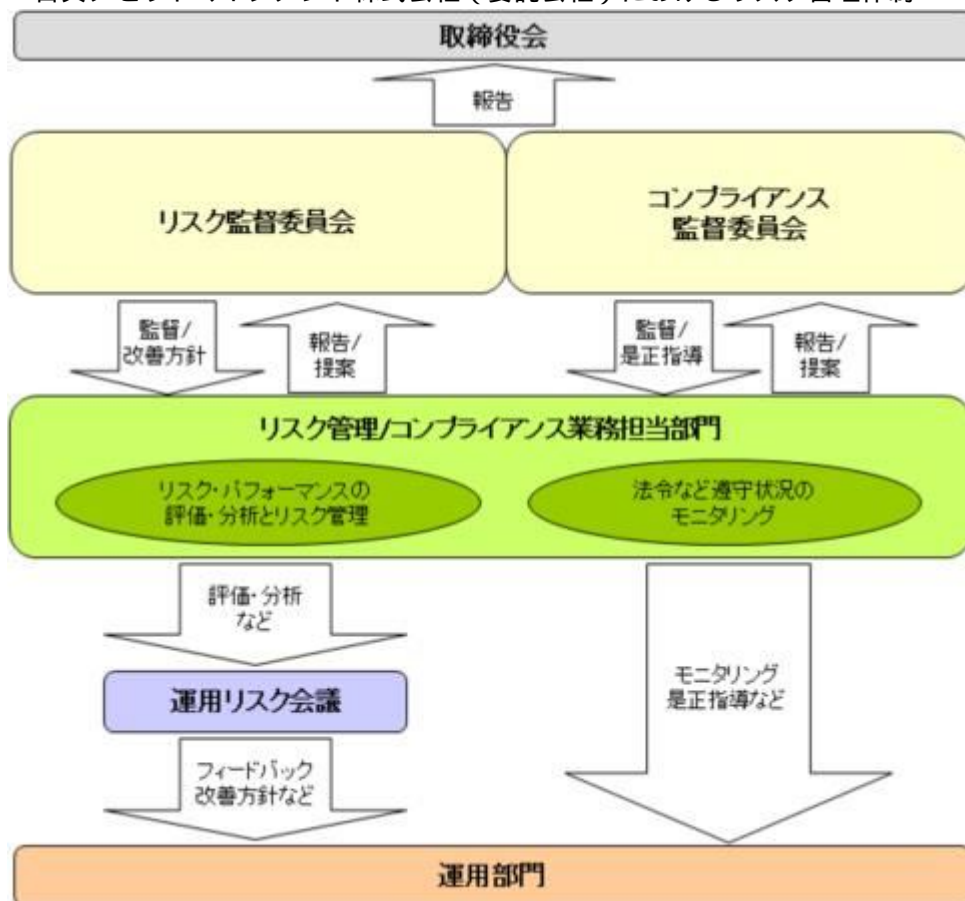 取締役会
報告
リスク監督委員会
コンプライアンス
監督委員会
監督/
改善方針
報告/
提案
監督/
是正指導
報告/
提案
リスク管理/コンプライアンス業務担当部門
リスク・パフォーマンスの
評価・分析とリスク管理
法令など遵守状況の
モニタリング
評価・分析
など
運用リスク会議
モニタリング
是正指導など
フィードバック
改善方針など
運用部門